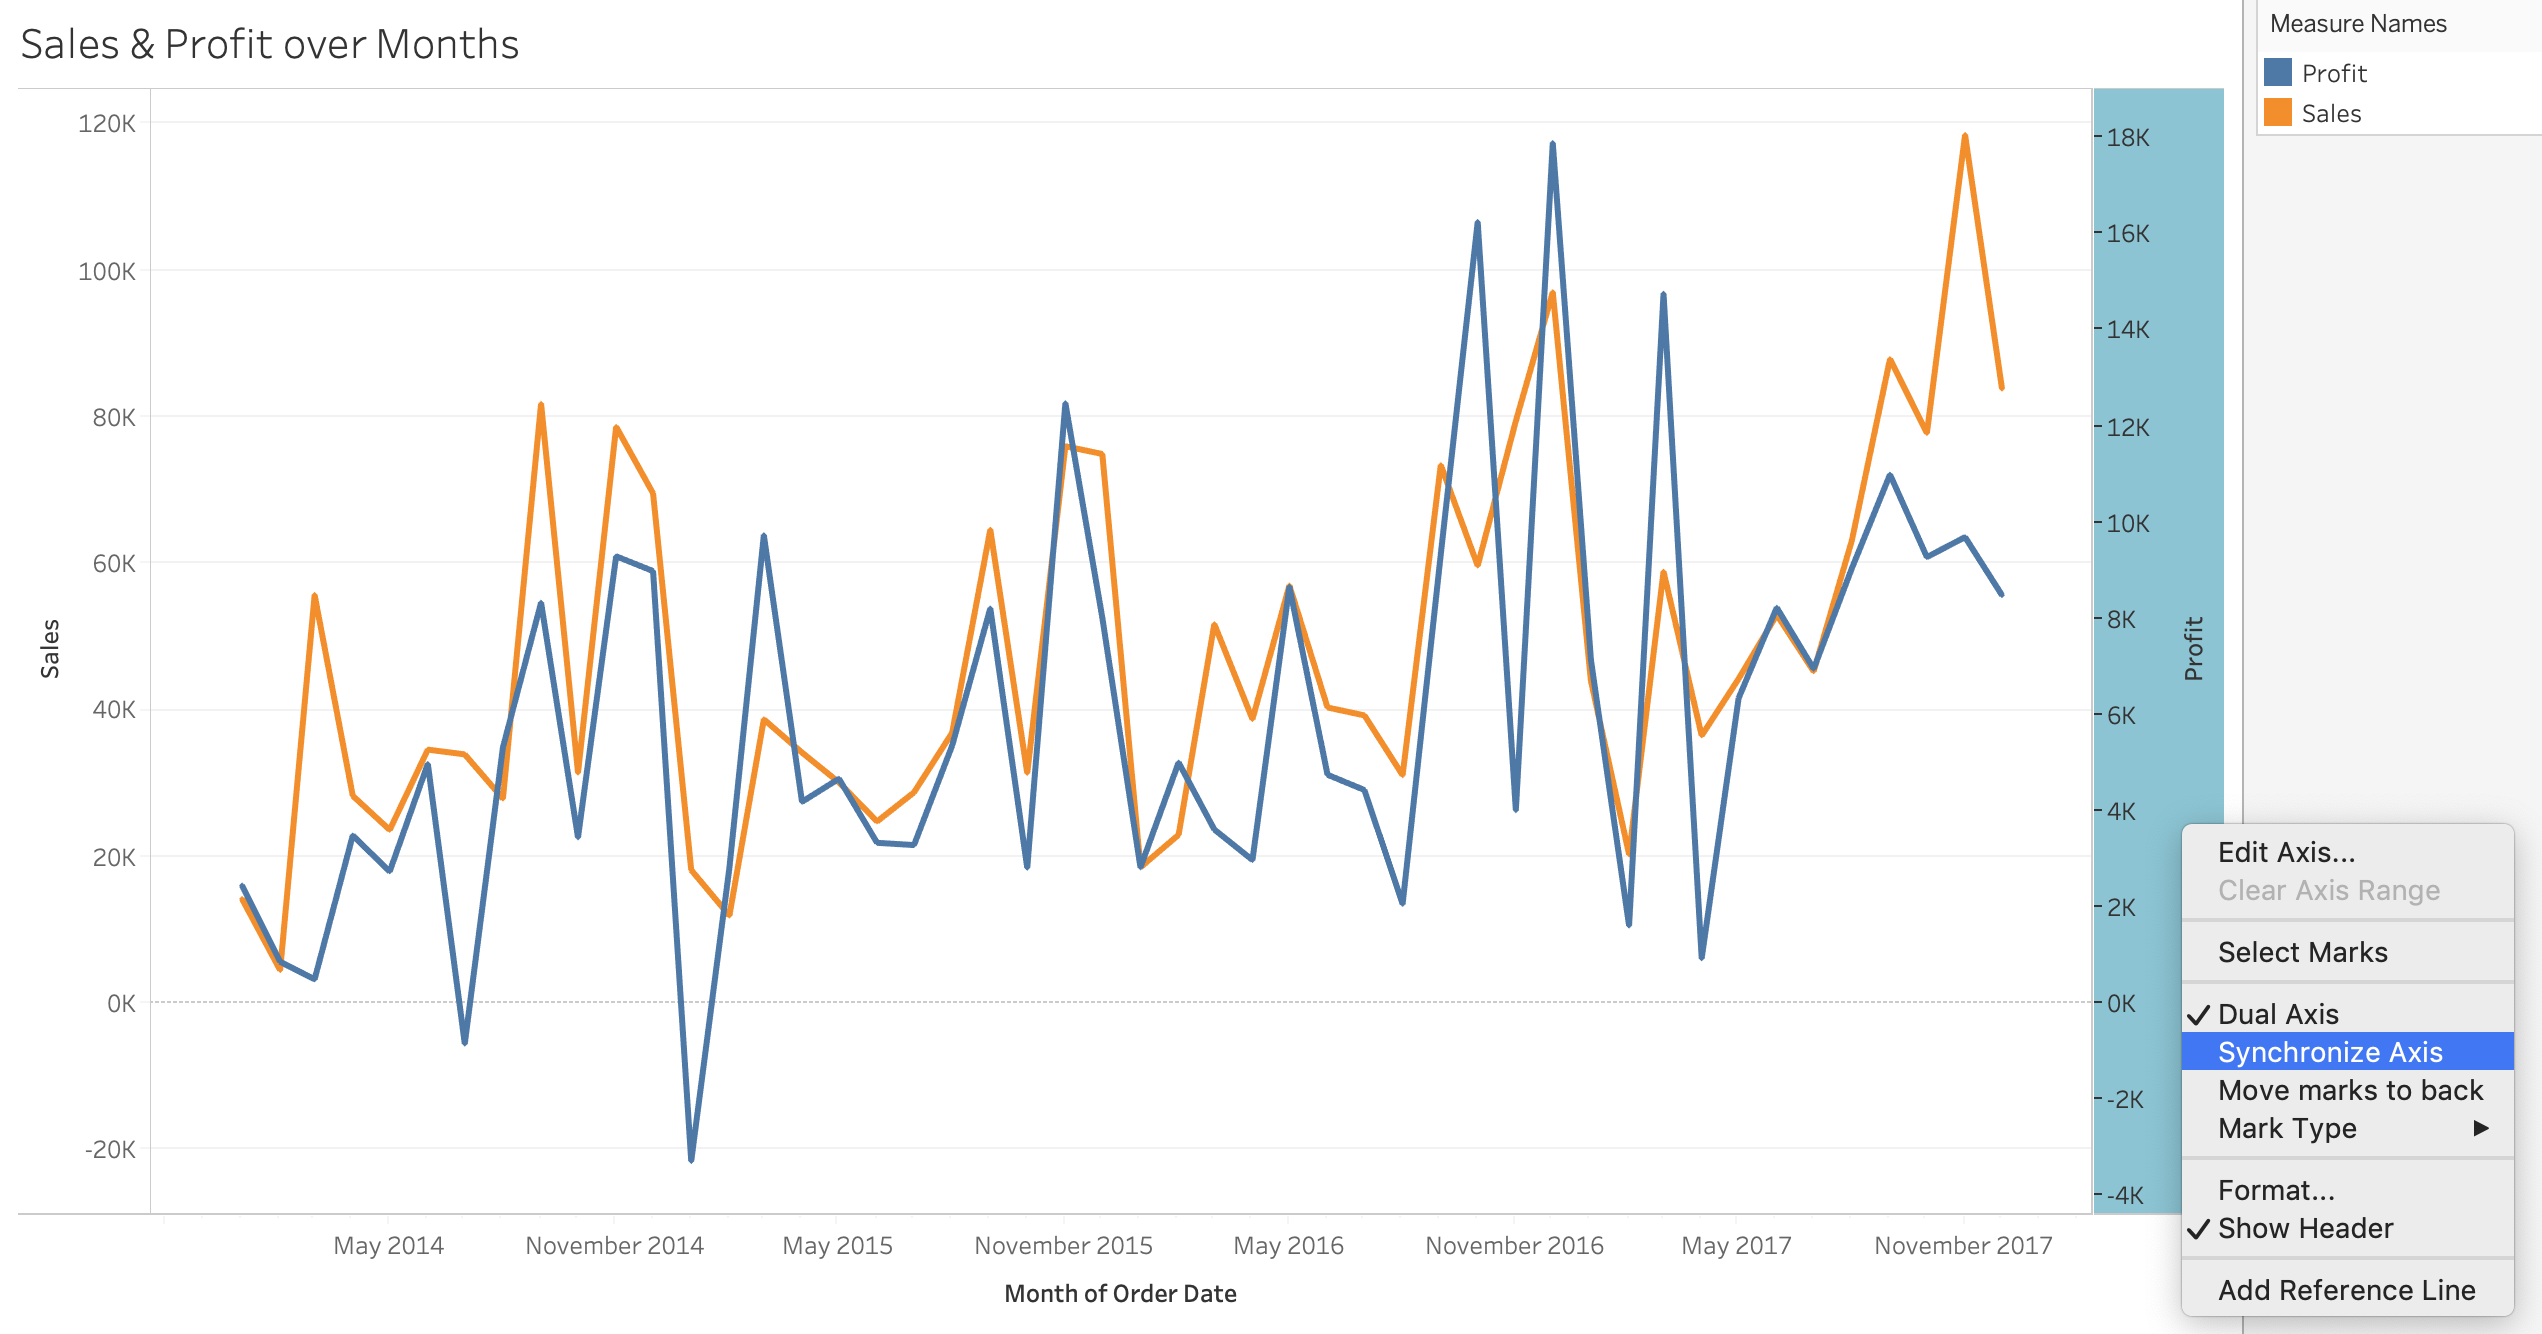 Sales & Profit over Months
Measure Names
Profit
Sales
120K
100K
80K
60K
40K
20K
0K
-20K
Sales
18K
16K
14K
12K
10K
8K
6K
4K
2K
0K
-2K
-4K
Profit
Edit Axis...
Clear Axis Range
Select Marks
Dual Axis
Synchronize Axis
Move marks to back
Mark Type
Format...
Show Header
Add Reference Line
May 2014 November 2014 May 2015 November 2015 May 2016 November 2016 May 2017 November 2017
Month of Order Date